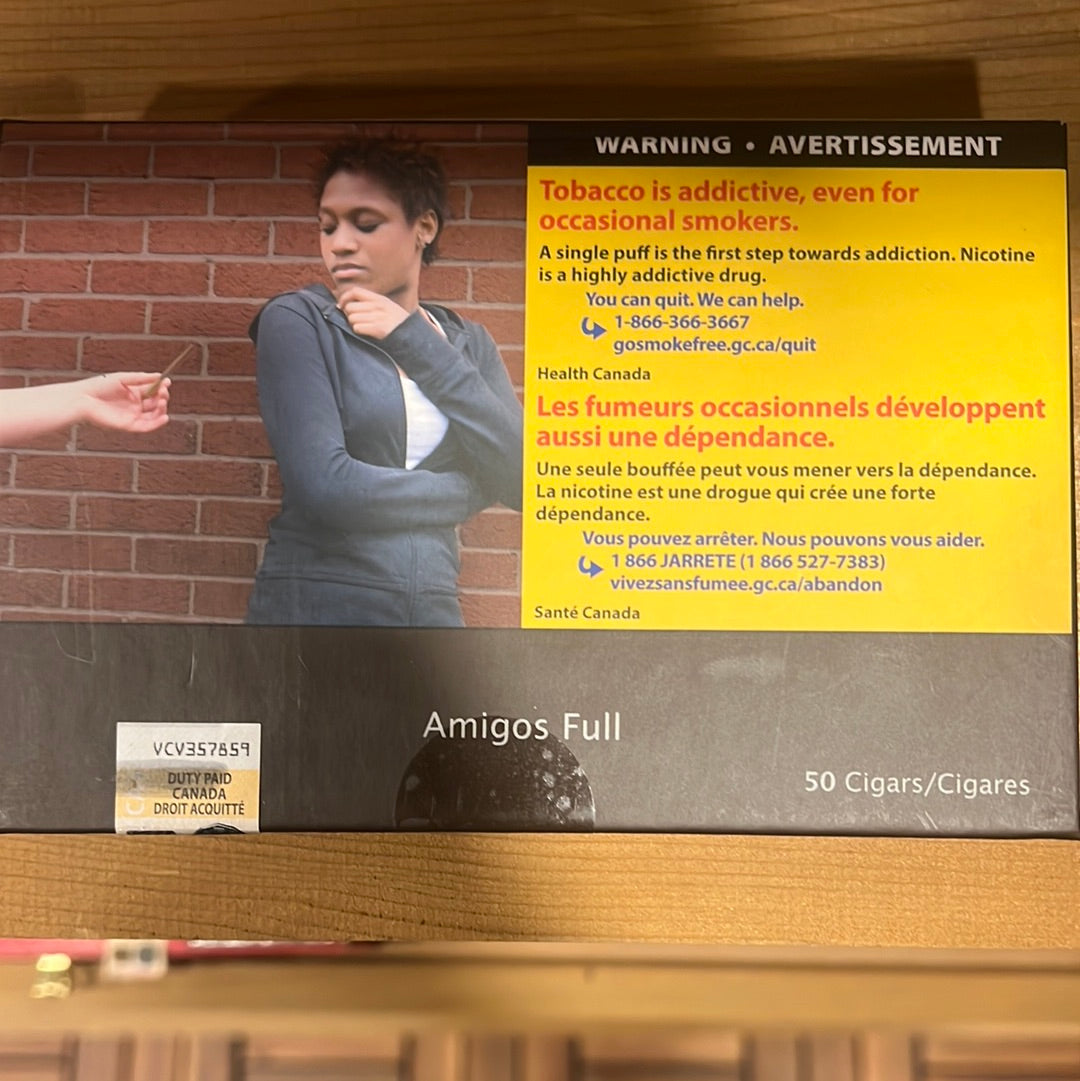 WARNING • AVERTISSEMENT
Tobacco is addictive, even for
occasional smokers.
A single puff is the first step towards addiction. Nicotine
is a highly addictive drug.
You can quit. We can help.
1-866-366-3667
gosmokefree.gc.ca/quit
Health Canada
Les fumeurs occasionnels développent
aussi une dépendance.
Une seule bouffée peut vous mener vers la dépendance.
La nicotine est une drogue qui crée une forte
dépendance.
Vous pouvez arrêter. Nous pouvons vous aider.
1 866 JARRETE (1 866 527-7383)
vivezsansfumee.gc.ca/abandon
Santé Canada
Amigos Full
50 Cigars/Cigares
VCV357859
DUTY PAID
CANADA
DROIT ACQUITTÉ